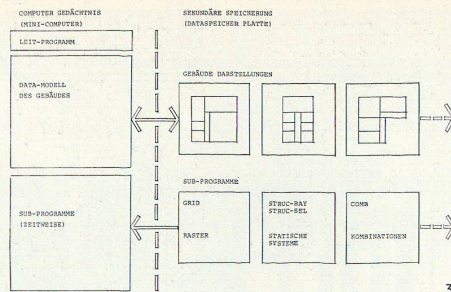 COMPUTER GEDÄCHTNIS
(MINI-COMPUTER)
LEIT-PROGRAMM
DATA-MODELL
DES GEBÄUDES
SUB-PROGRAMME
(ZEITWEISE)
SEKUNDÄRE SPEICHERUNG
(DATASPEICHER PLATTE)
GEBÄUDE DARSTELLUNGEN
SUB-PROGRAMME
GRID
RASTER
STRUC-BAY
STRUC-SEL
STATISCHE
SYSTEME
COMB
KOMBINATIONEN
3